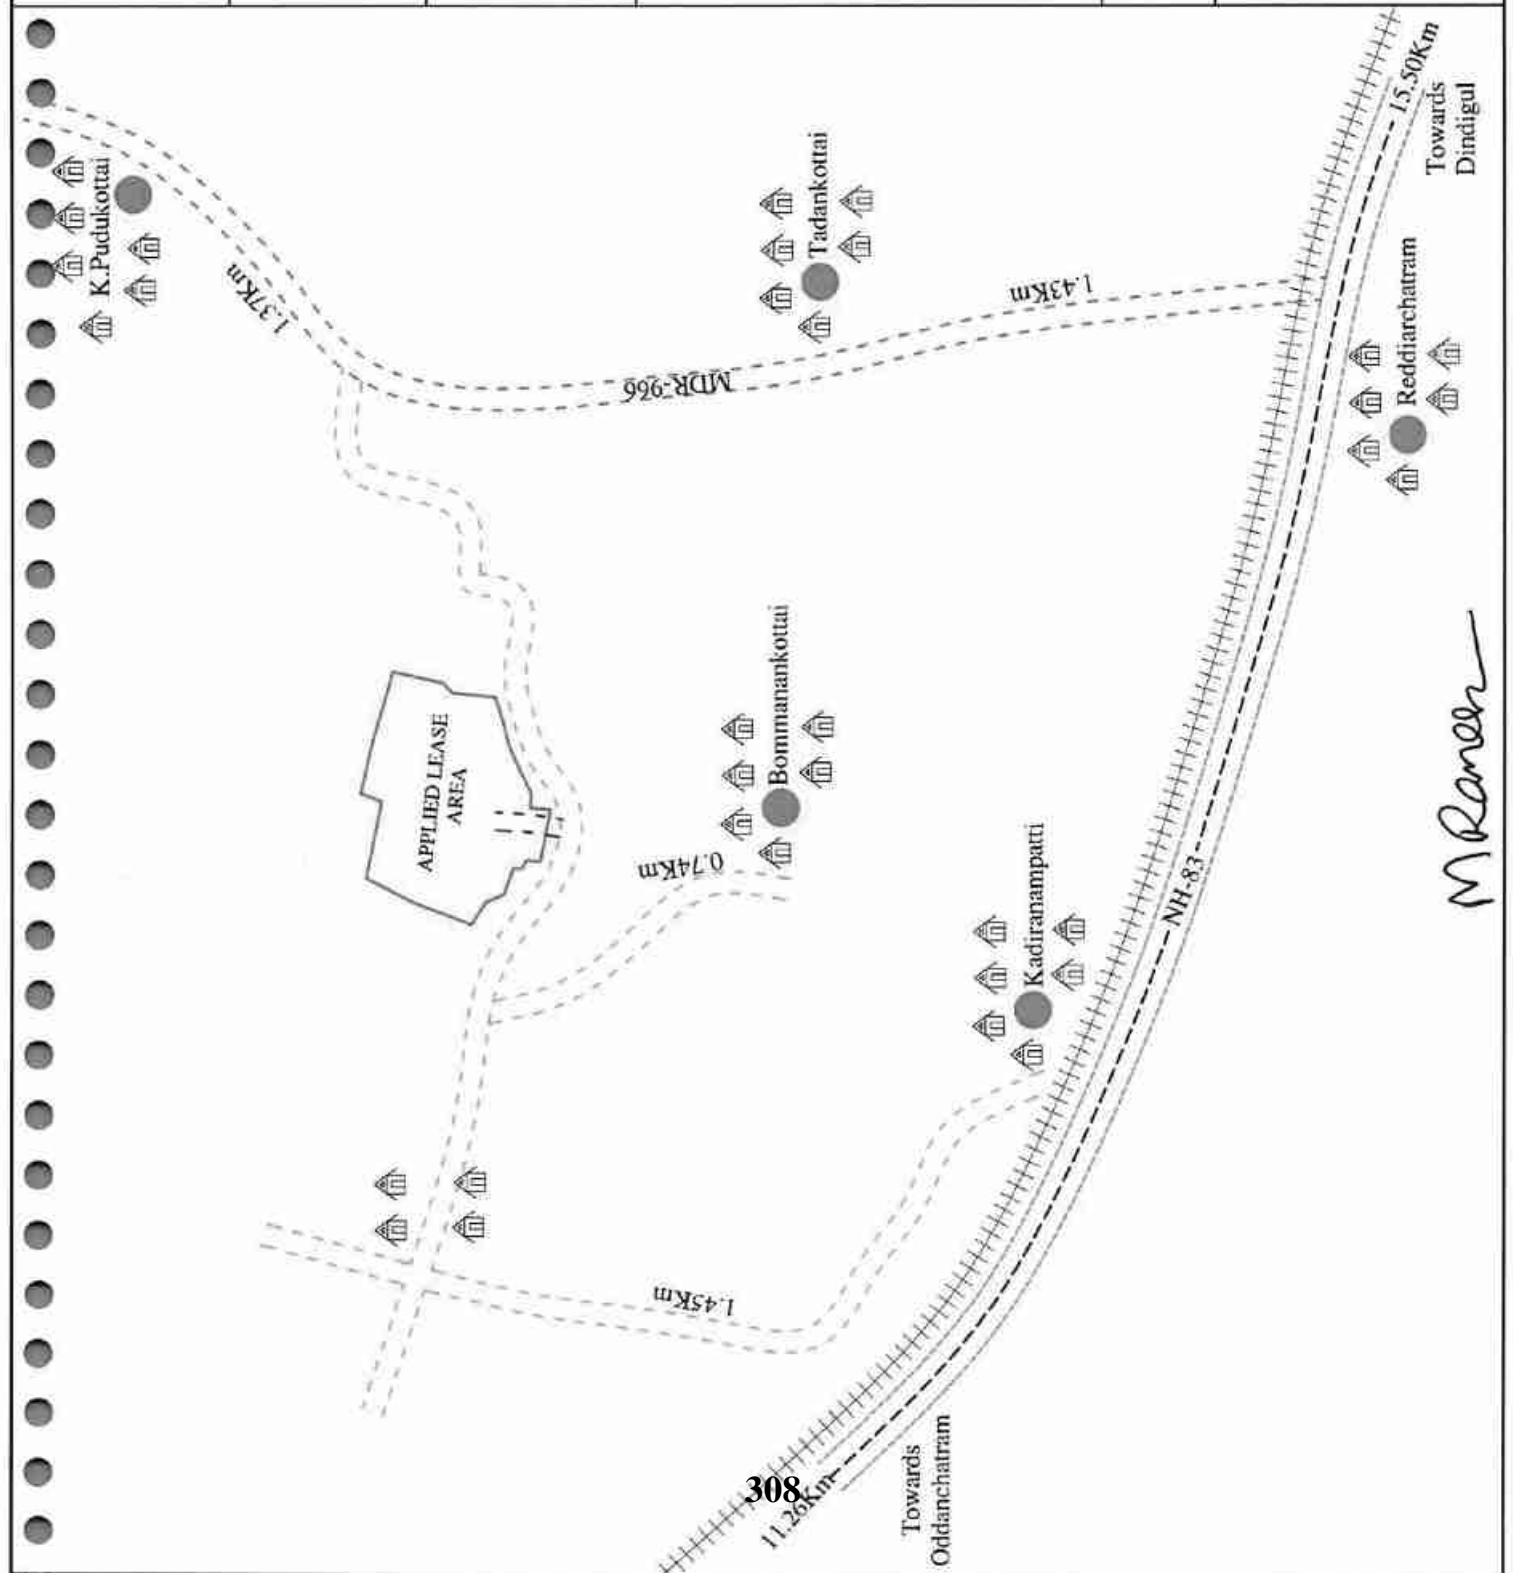 K.Pudukottai
1.37Km
MDR-966
Tadankottai
1.43Km
15.50Km
Towards
Dindigul
Reddiarchatram
APPLIED LEASE
AREA
Bommanankottai
0.74Km
Kadiranampatti
NH-83
1.45Km
308
11.26Km
Towards
Oddanchatram